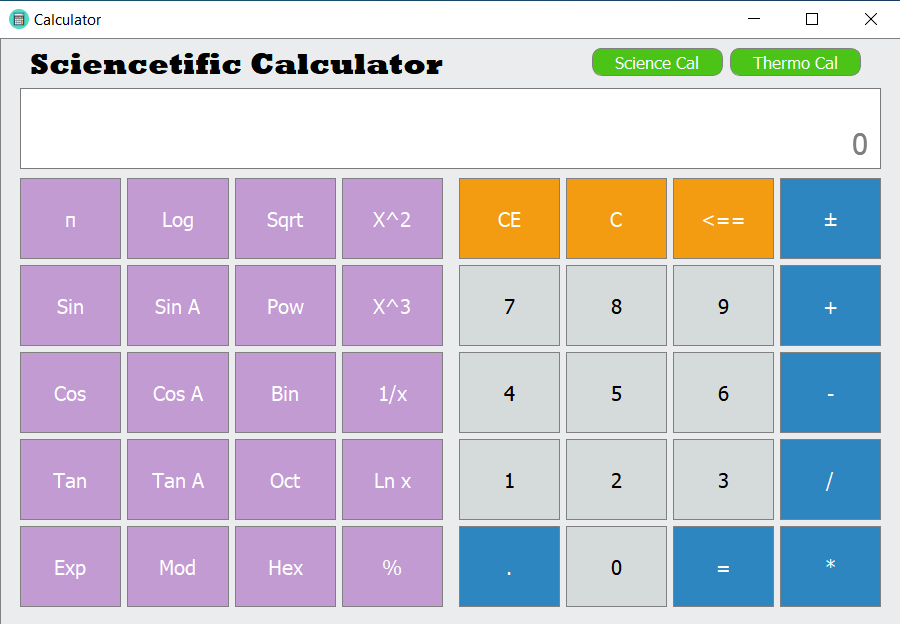 Calculator
Sciencetific Calculator Science Cal Thermo Cal
0
п Log Sqrt X^2 CE C <== ±
Sin Sin A Pow X^3 7 8 9 +
Cos Cos A Bin 1/x 4 5 6 -
Tan Tan A Oct Ln x 1 2 3 /
Exp Mod Hex % . 0 = *